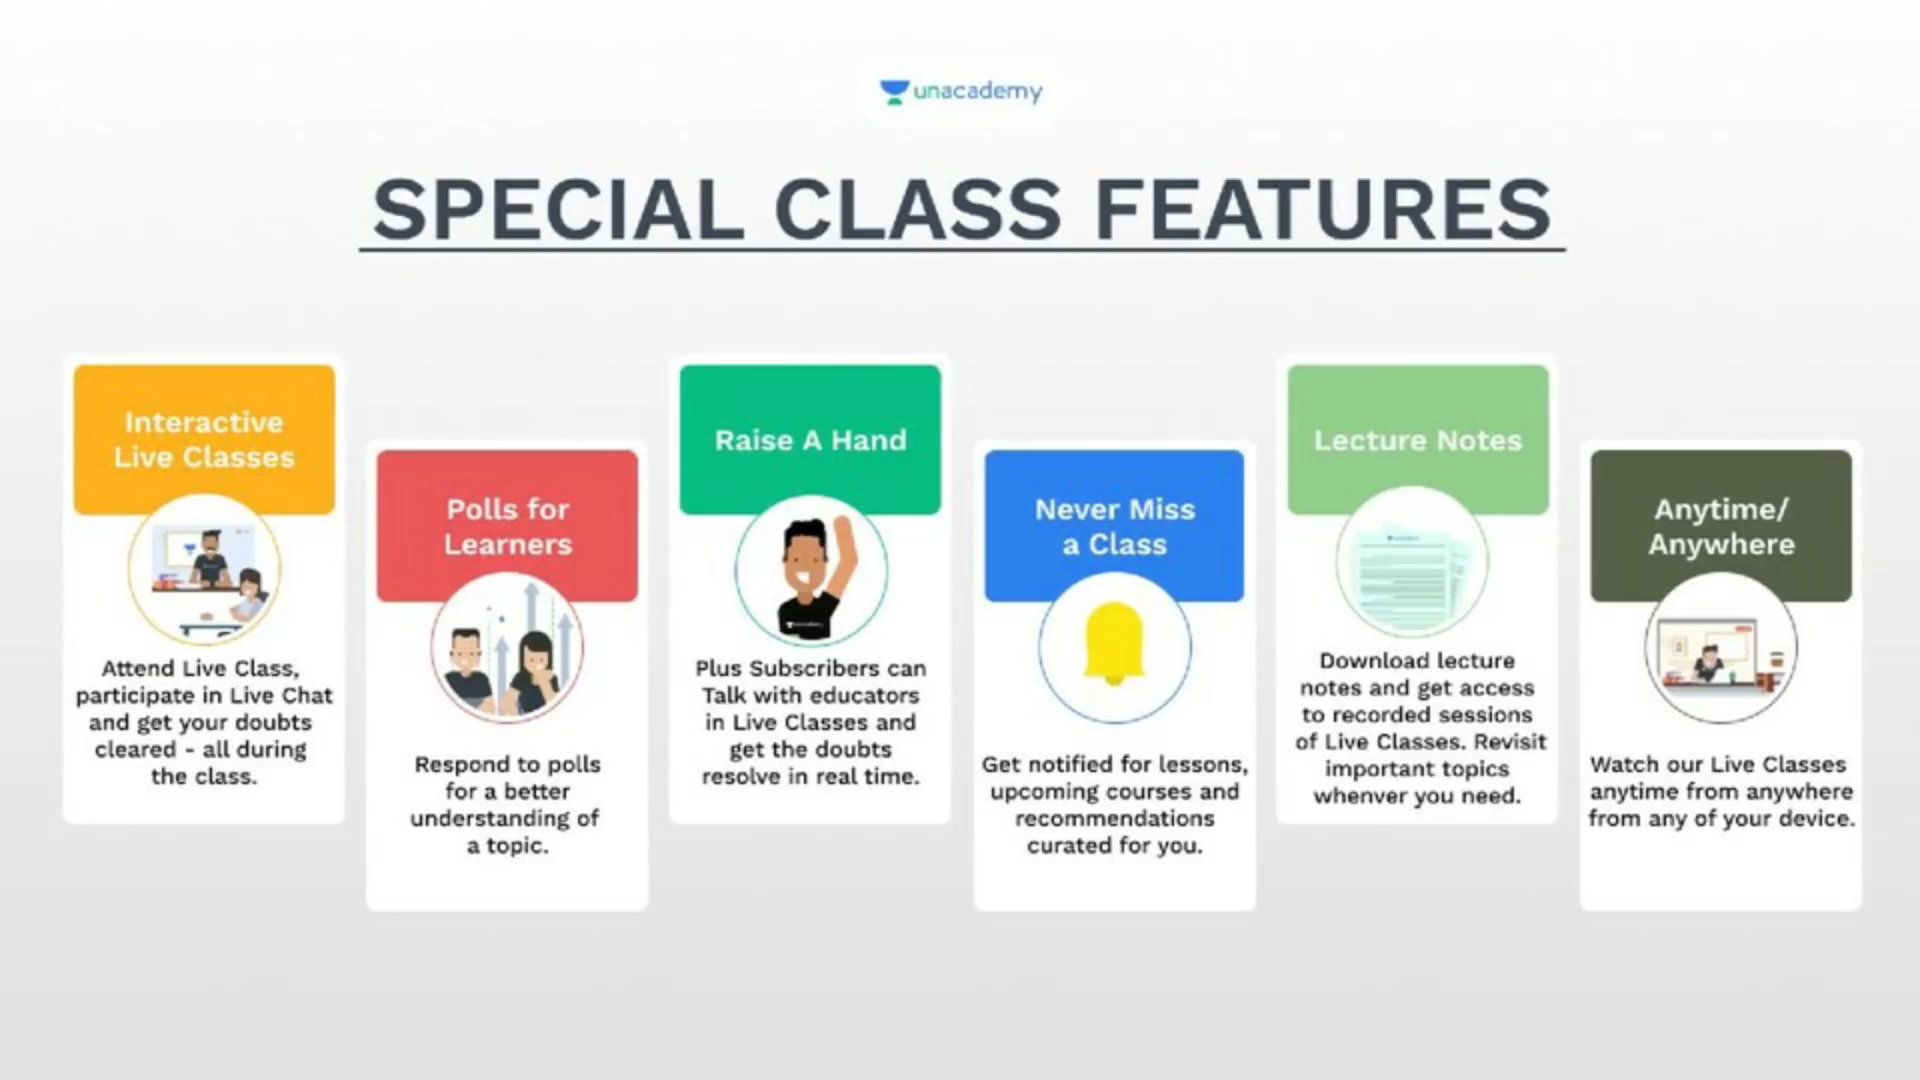 unacademy
SPECIAL CLASS FEATURES
Interactive
Live Classes
Attend Live Class,
participate in Live Chat
and get your doubts
cleared - all during
the class.
Polls for
Learners
Respond to polls
for a better
understanding of
a topic.
Raise A Hand
Plus Subscribers can
Talk with educators
in Live Classes and
get the doubts
resolve in real time.
Never Miss
a Class
Get notified for lessons,
upcoming courses and
recommendations
curated for you.
Lecture Notes
Download lecture
notes and get access
to recorded sessions
of Live Classes. Revisit
important topics
whenver you need.
Anytime/
Anywhere
Watch our Live Classes
anytime from anywhere
from any of your device.